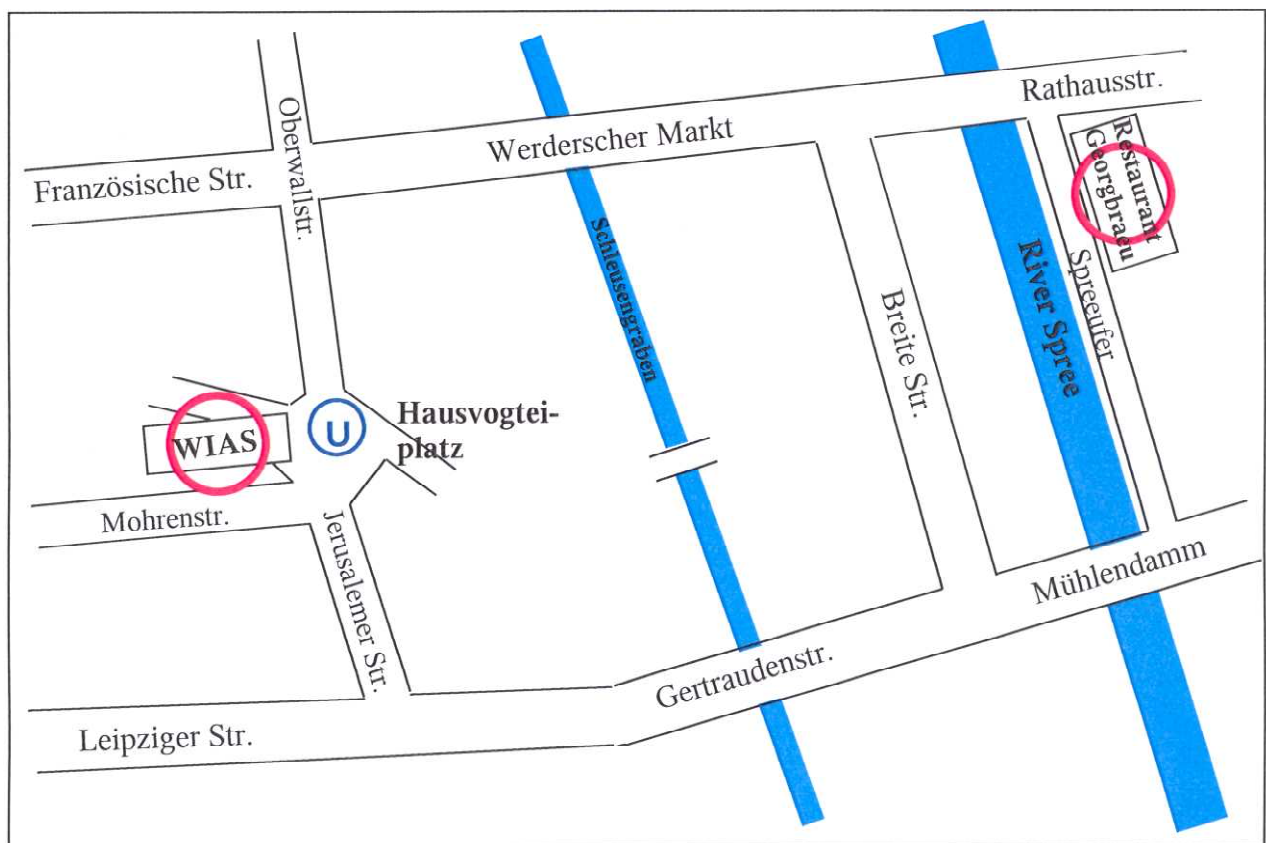 Rathausstr.
Oberwallstr.
Werderscher Markt
Restaurant
Georgbraeu
Französische Str.
Schleusengraben
River Spree
Spreeufer
Breite Str.
Hausvogtei-
platz
U
WIAS
Mohrenstr.
Jerusalemer Str.
Mühlendamm
Gertraudenstr.
Leipziger Str.